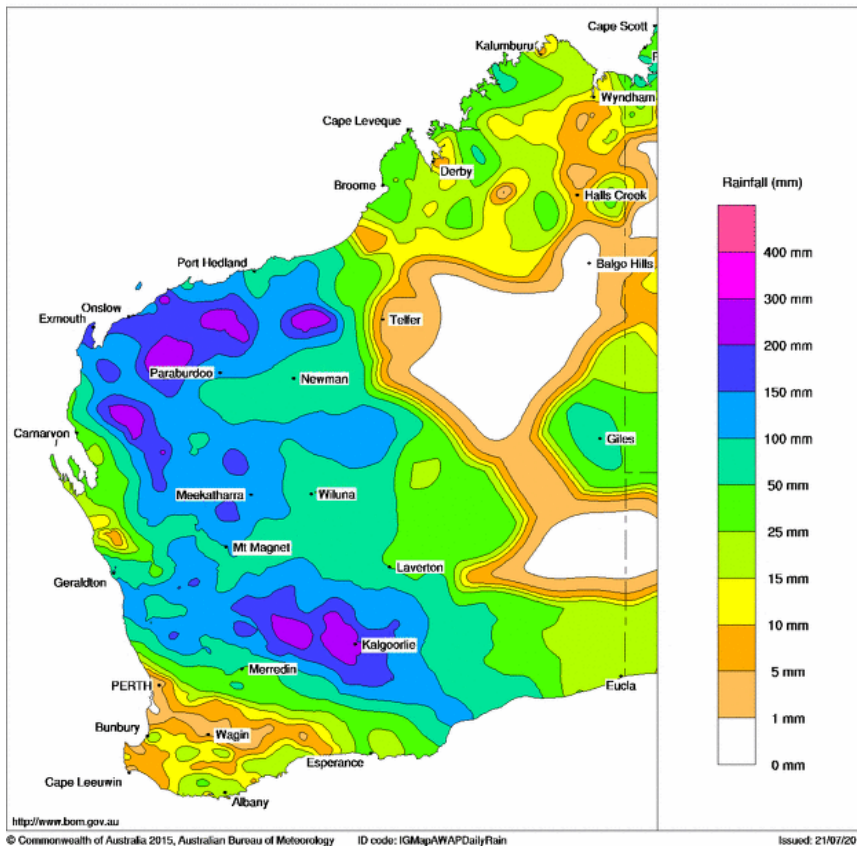 Cape Scott
Kalumburu
Wyndham
Cape Leveque
Derby
Broome
Halls Creek
Rainfall (mm)
Port Hedland
Balgo Hills
400 mm
Onslow
300 mm
Exmouth
Telfer
200 mm
Paraburdoo
Newman
150 mm
Carnarvon
Giles
100 mm
Meekatharra
Wiluna
50 mm
25 mm
Mt Magnet
Laverton
Geraldton
15 mm
10 mm
Kalgoorlie
Merredin
5 mm
PERTH
Eucla
1 mm
Bunbury
Wagin
Esperance
0 mm
Cape Leeuwin
Albany
http://www.bom.gov.au
© Commonwealth of Australia 2015, Australian Bureau of Meteorology ID code: IGMapAWAPDailyRain Issued: 21/07/20